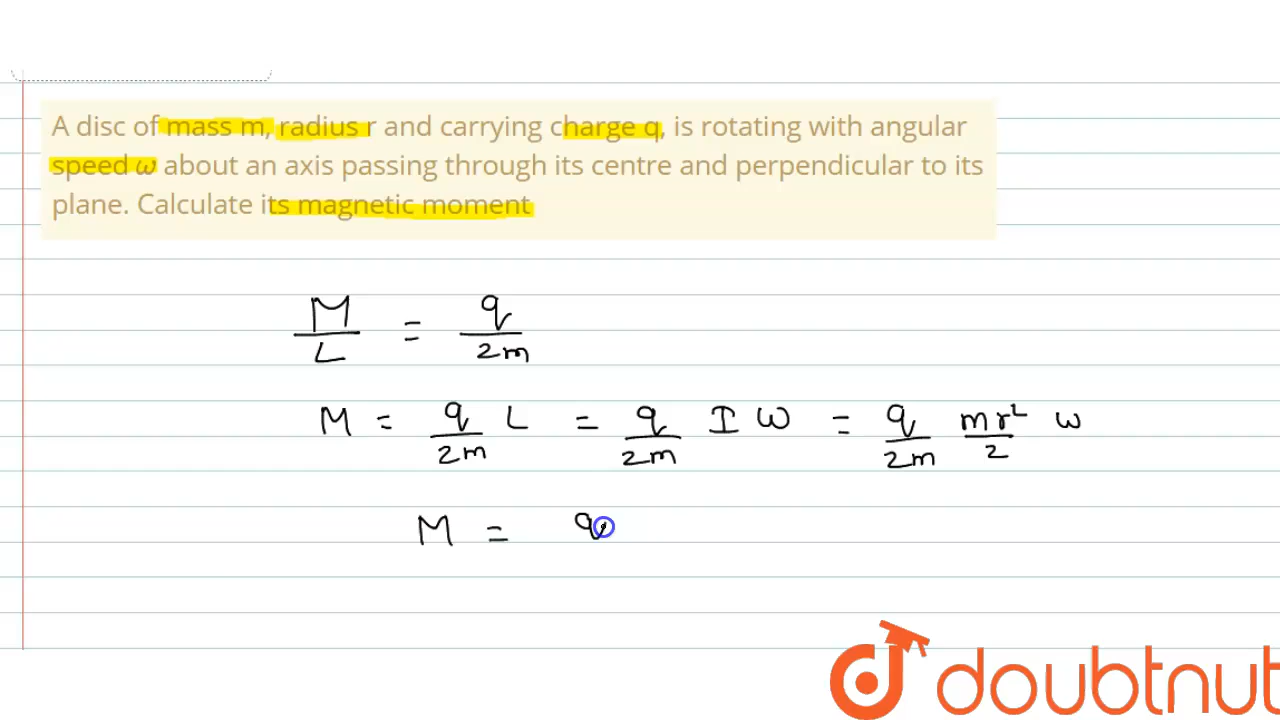 A disc of mass m, radius r and carrying charge q, is rotating with angular
speed ω about an axis passing through its centre and perpendicular to its
plane. Calculate its magnetic moment
M/L = q/2m
M = q/2m L = q/2m I ω = q/2m mr²/2 ω
M = q
doubtnut